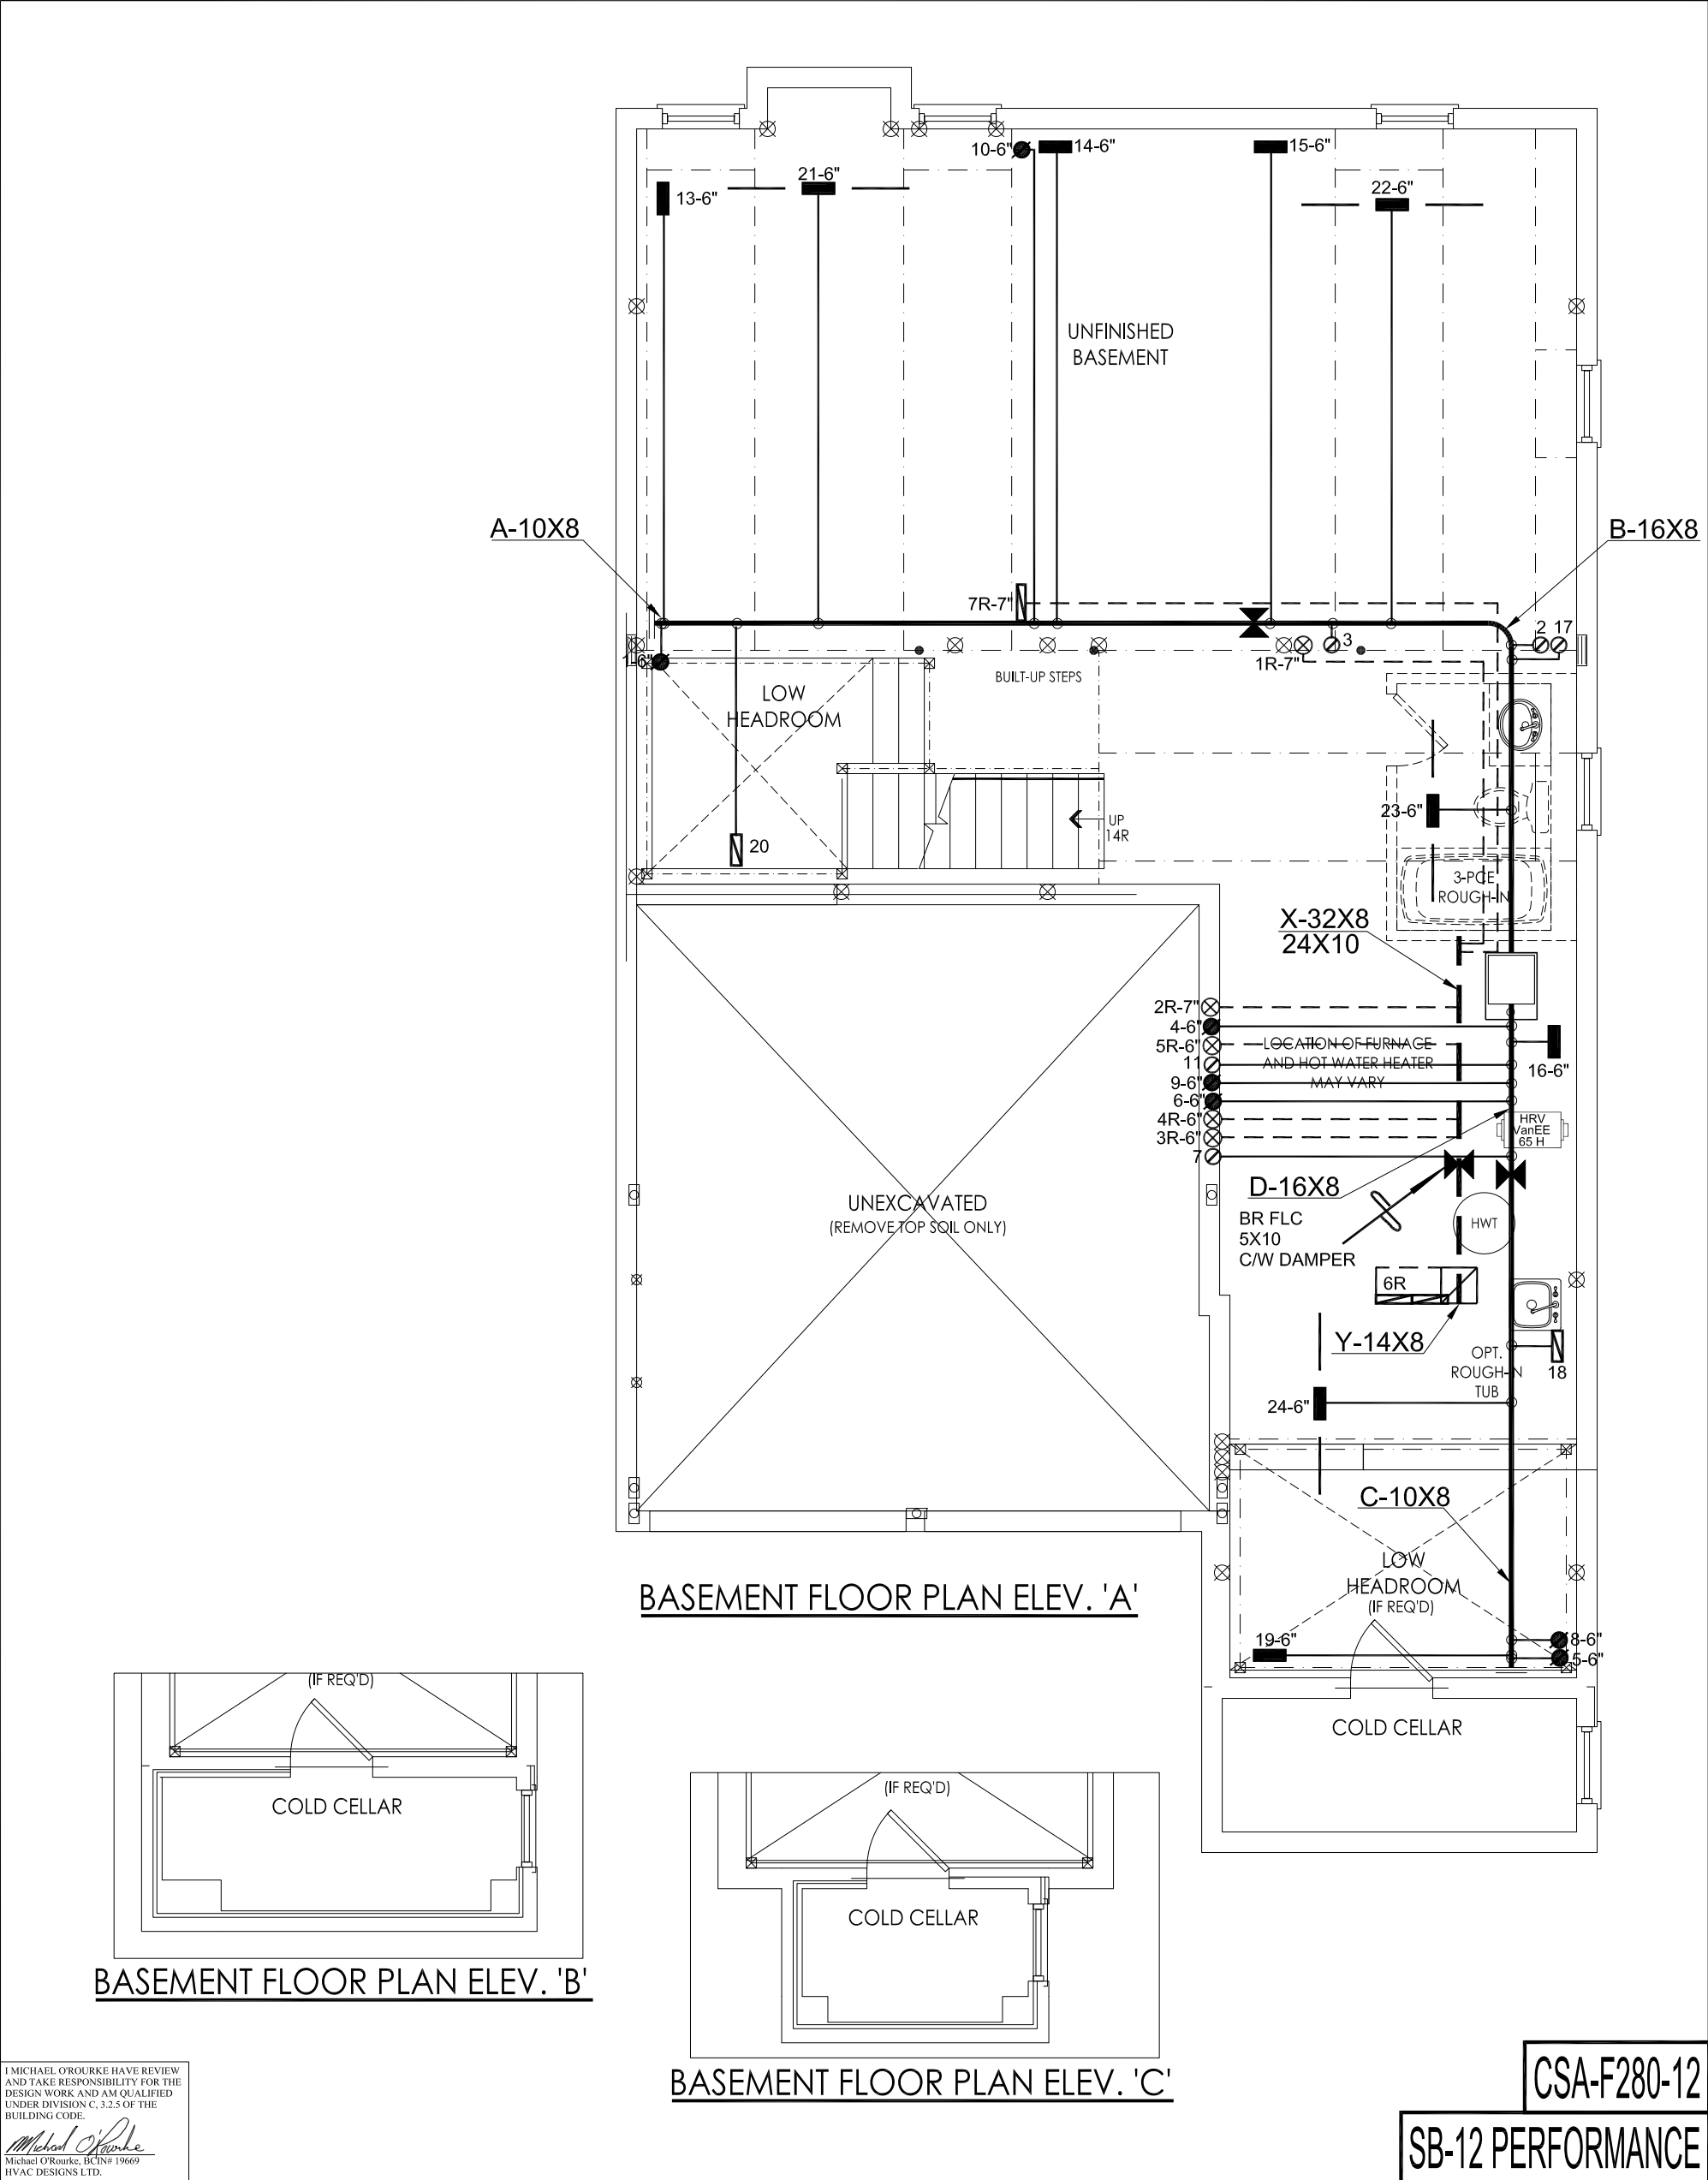 10-6"
14-6"
15-6"
21-6"
22-6"
13-6"
UNFINISHED
BASEMENT
A-10X8
B-16X8
7R-7"
2 17
3
1-6"
1R-7"
BUILT-UP STEPS
LOW
HEADROOM
23-6"
UP
14R
20
3-PCE
ROUGH-IN
X-32X8
24X10
2R-7"
4-6"
5R-6"
LOCATION OF FURNACE
11
AND HOT WATER HEATER
16-6"
9-6"
MAY VARY
6-6"
4R-6"
HRV
VanEE
65 H
3R-6"
7
D-16X8
UNEXCAVATED
(REMOVE TOP SOIL ONLY)
BR FLC
5X10
C/W DAMPER
HWT
6R
Y-14X8
OPT.
ROUGH-IN
TUB
18
24-6"
C-10X8
LOW
HEADROOM
(IF REQ'D)
BASEMENT FLOOR PLAN ELEV. 'A'
19-6"
8-6"
5-6"
COLD CELLAR
(IF REQ'D)
COLD CELLAR
BASEMENT FLOOR PLAN ELEV. 'B'
(IF REQ'D)
COLD CELLAR
BASEMENT FLOOR PLAN ELEV. 'C'
I MICHAEL O'ROURKE HAVE REVIEW
AND TAKE RESPONSIBILITY FOR THE
DESIGN WORK AND AM QUALIFIED
UNDER DIVISION C, 3.2.5 OF THE
BUILDING CODE.
Michael O'Rourke
Michael O'Rourke, BCIN# 19669
HVAC DESIGNS LTD.
CSA-F280-12
SB-12 PERFORMANCE